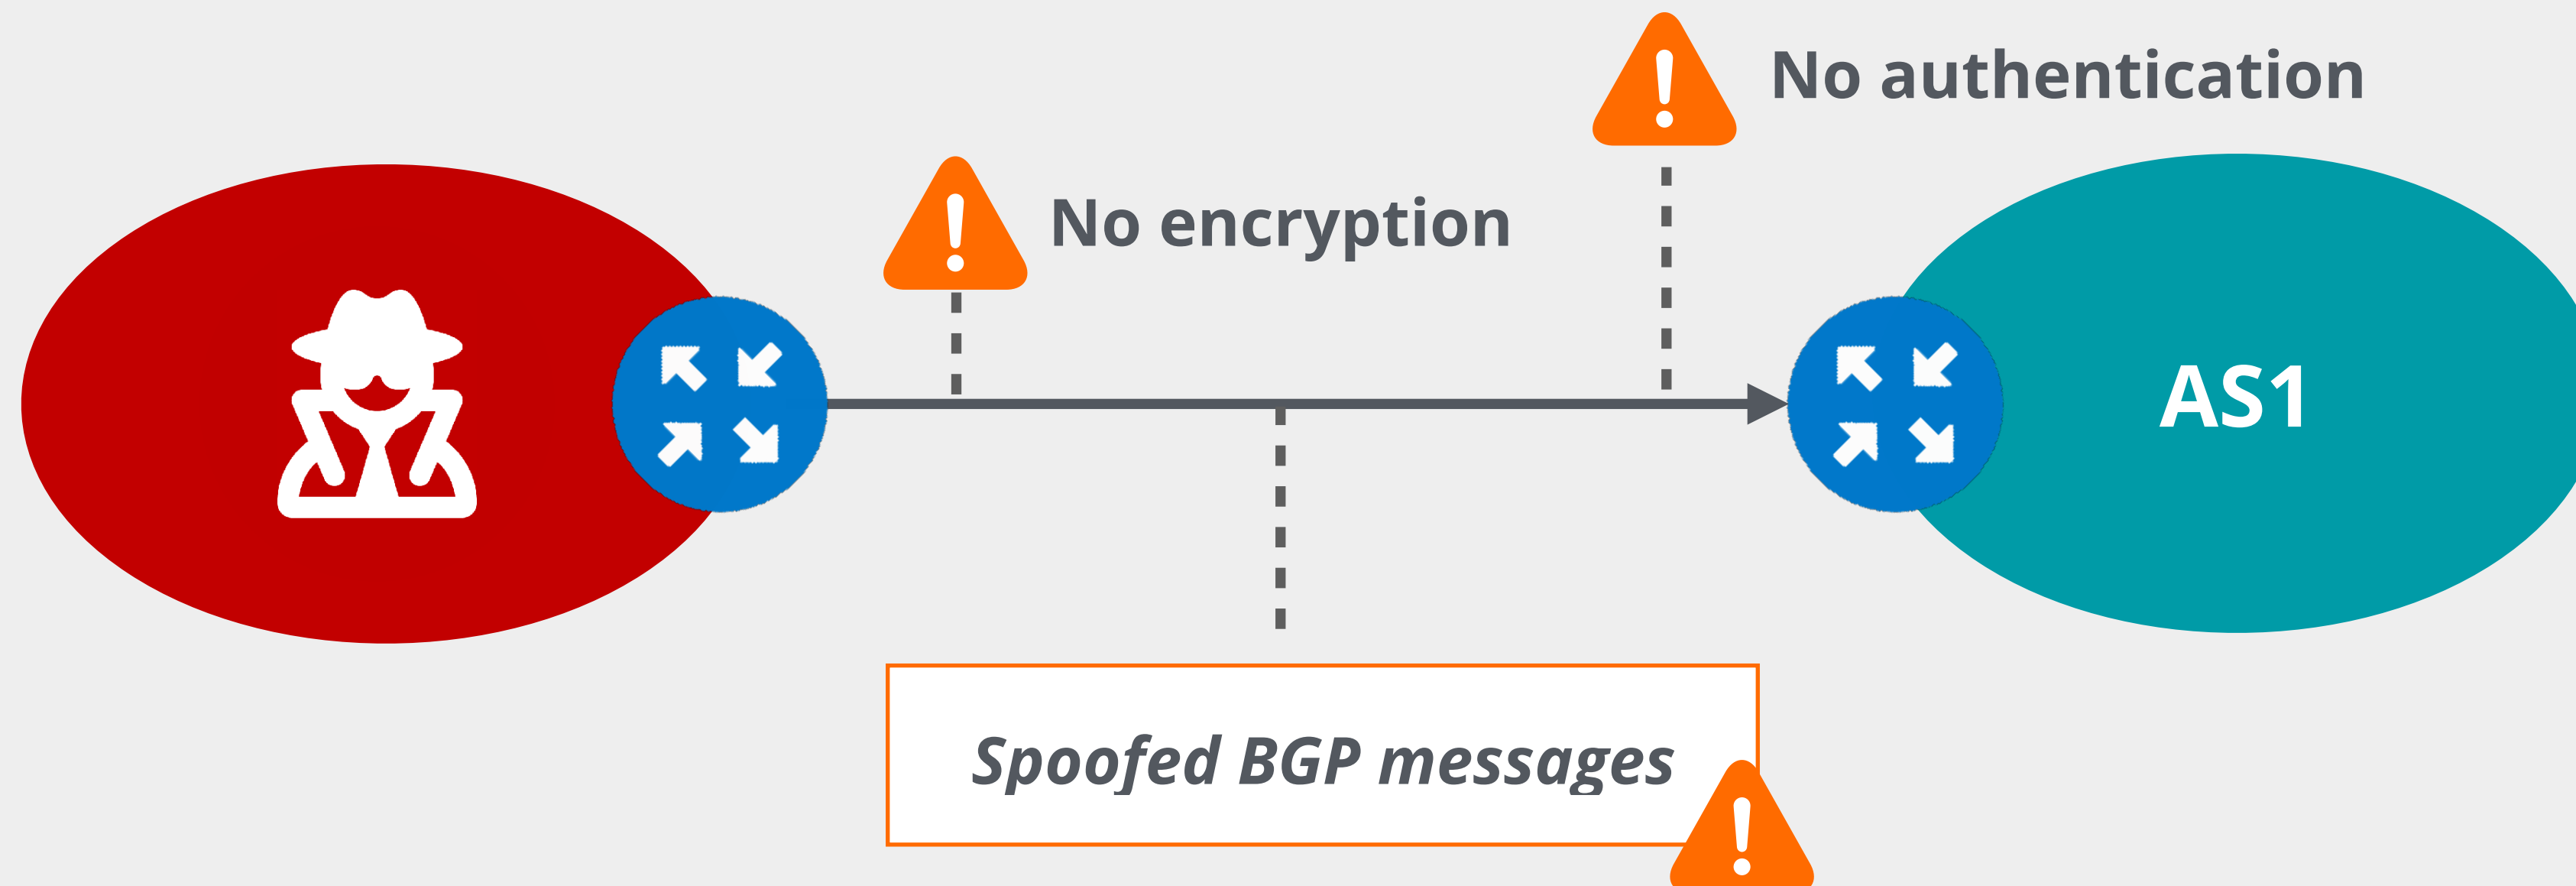 No authentication
No encryption
AS1
Spoofed BGP messages